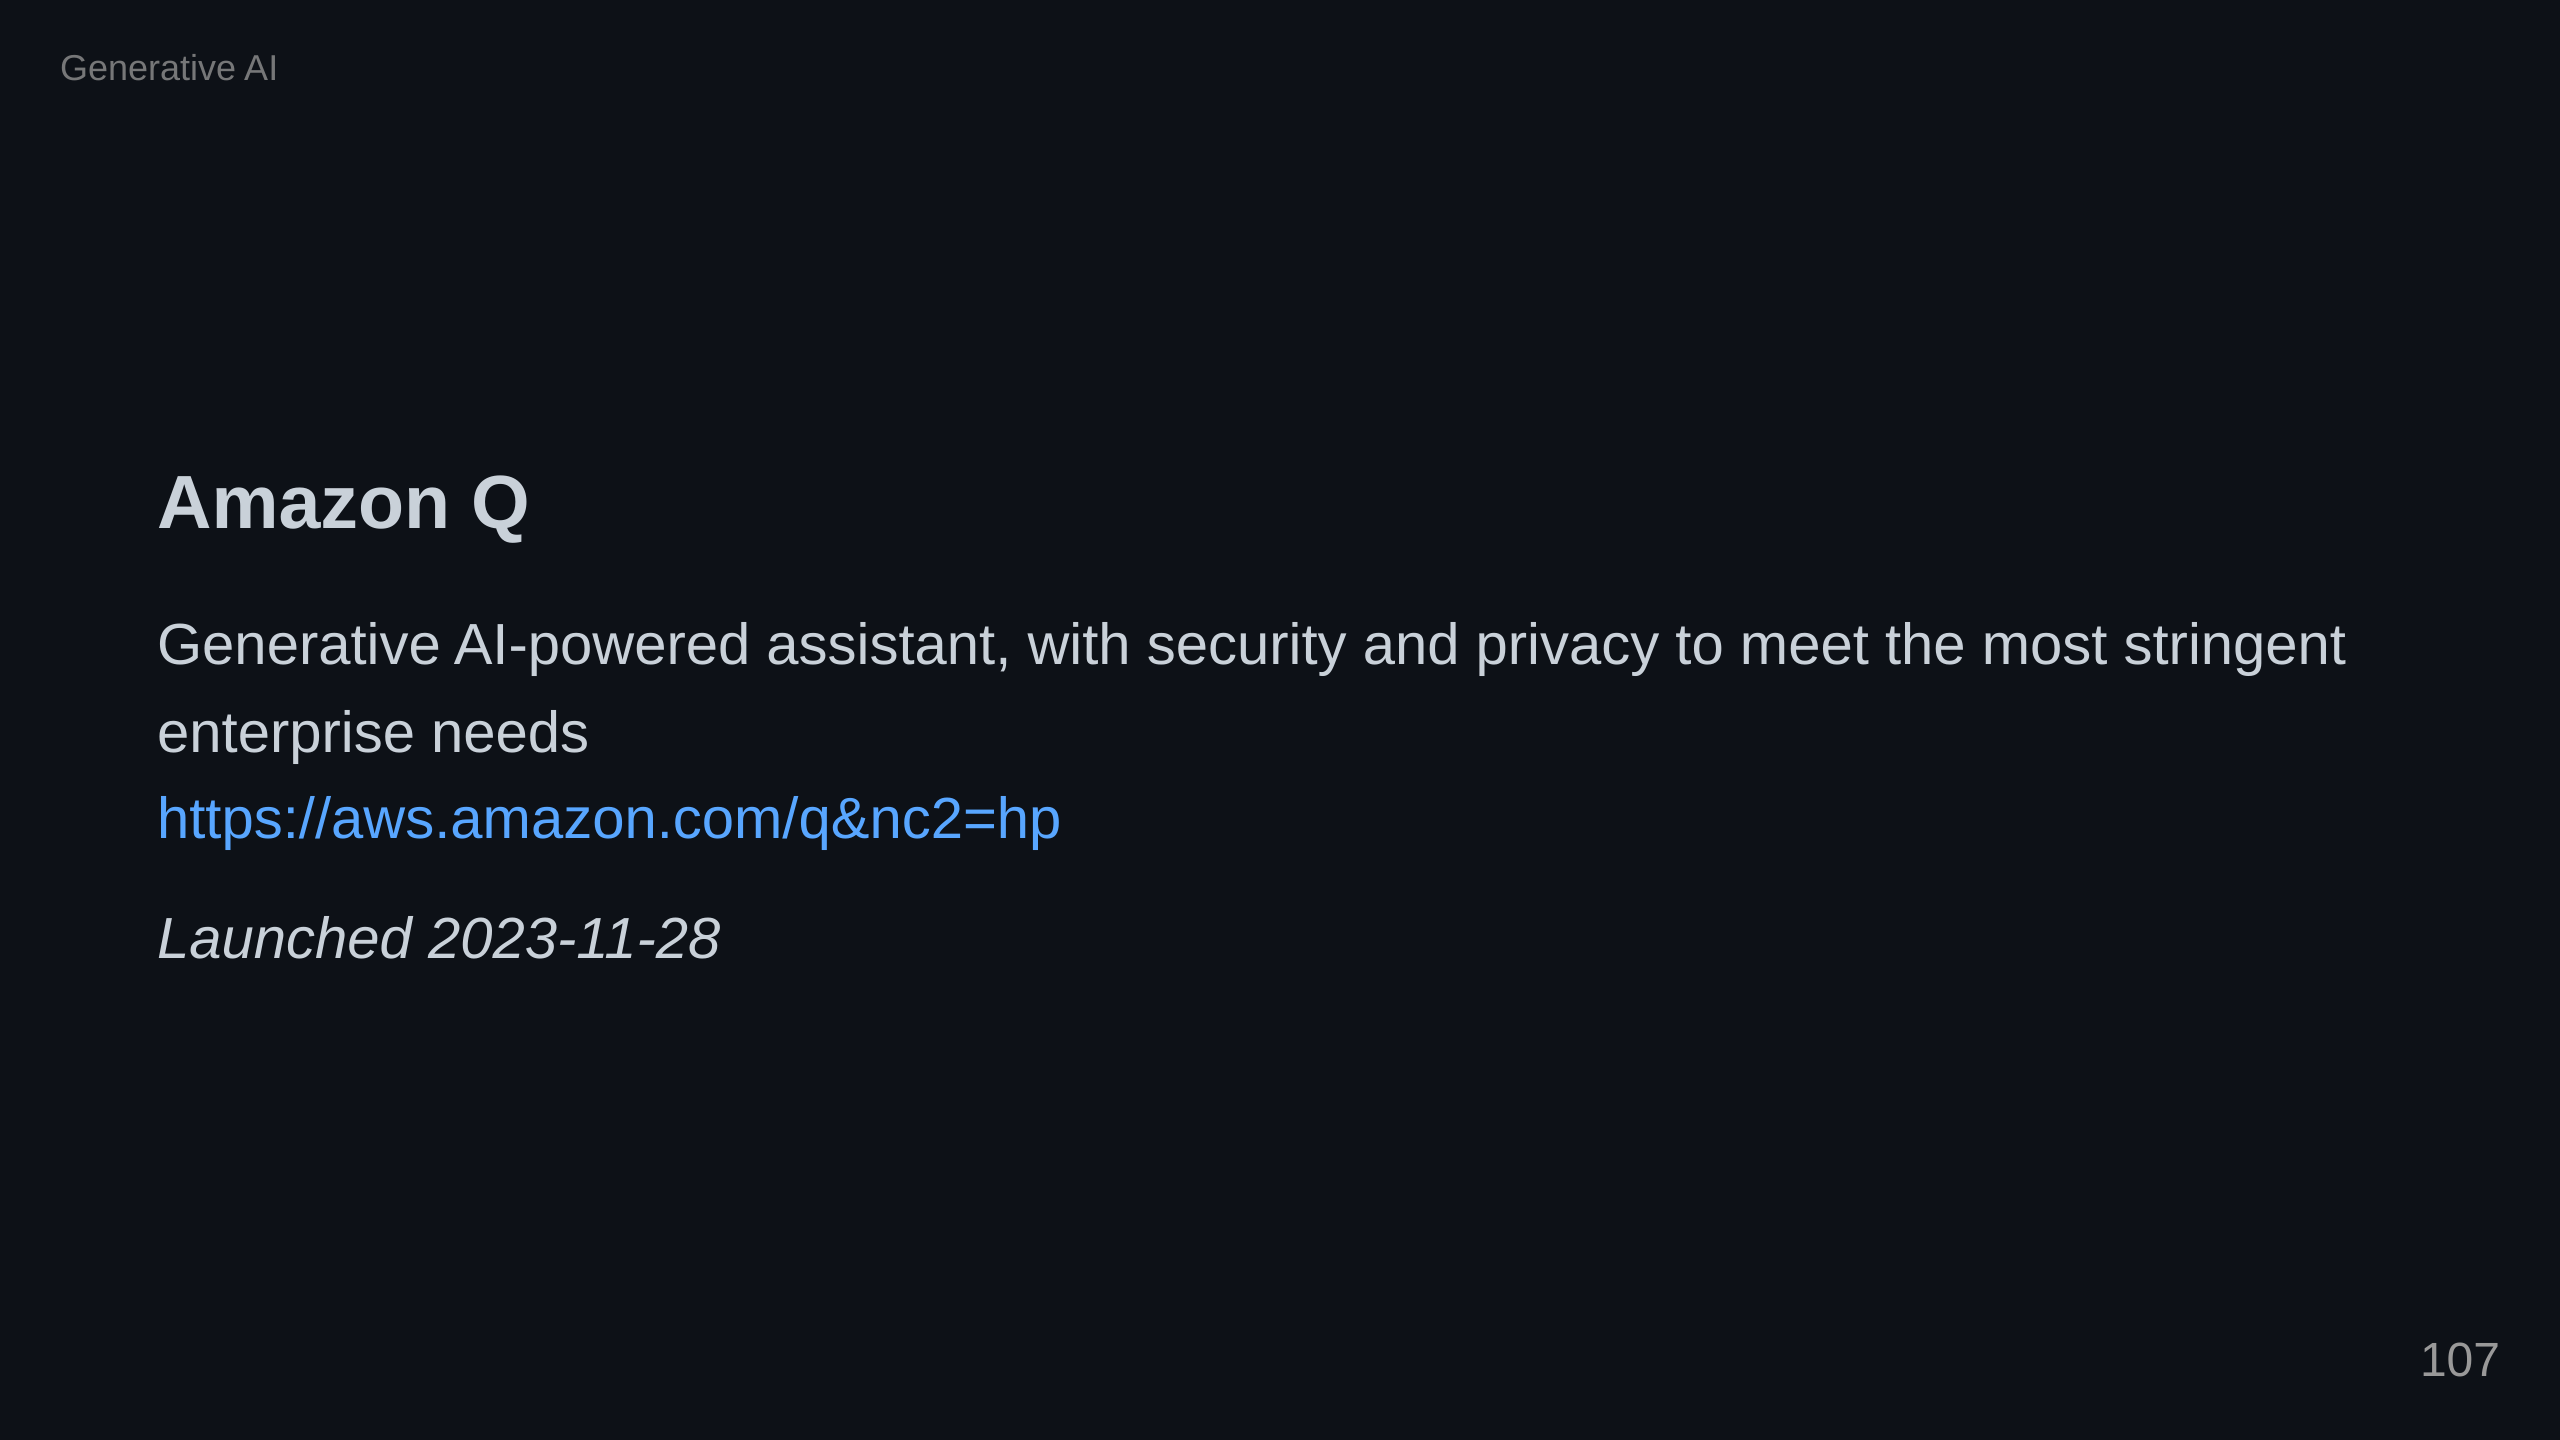 Generative AI
Amazon Q
Generative AI-powered assistant, with security and privacy to meet the most stringent
enterprise needs
https://aws.amazon.com/q&nc2=hp
Launched 2023-11-28
107